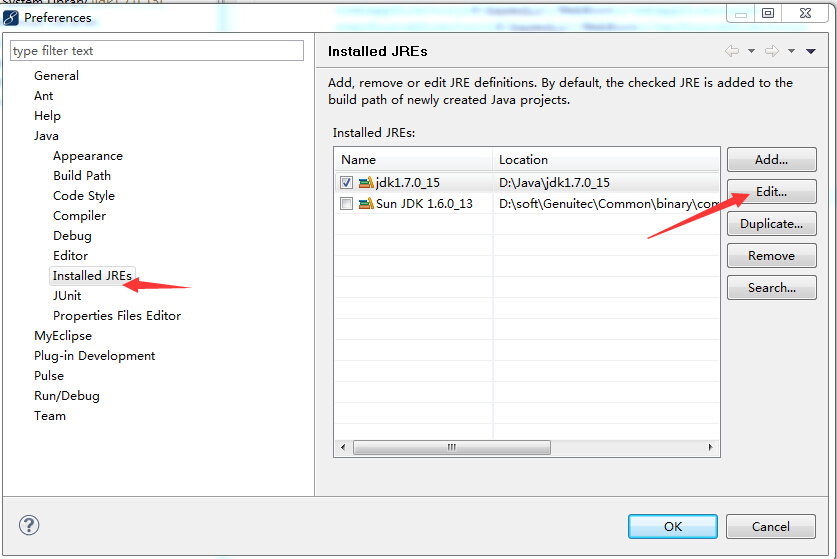 Preferences
type filter text
General
Ant
Help
Java
Appearance
Build Path
Code Style
Compiler
Debug
Editor
Installed JREs
JUnit
Properties Files Editor
MyEclipse
Plug-in Development
Pulse
Run/Debug
Team
Installed JREs
Add, remove or edit JRE definitions. By default, the checked JRE is added to the
build path of newly created Java projects.
Installed JREs:
Name Location
jdk1.7.0_15 D:\Java\jdk1.7.0_15
Sun JDK 1.6.0_13 D:\soft\Genuitec\Common\binary\com
Add...
Edit...
Duplicate...
Remove
Search...
OK Cancel